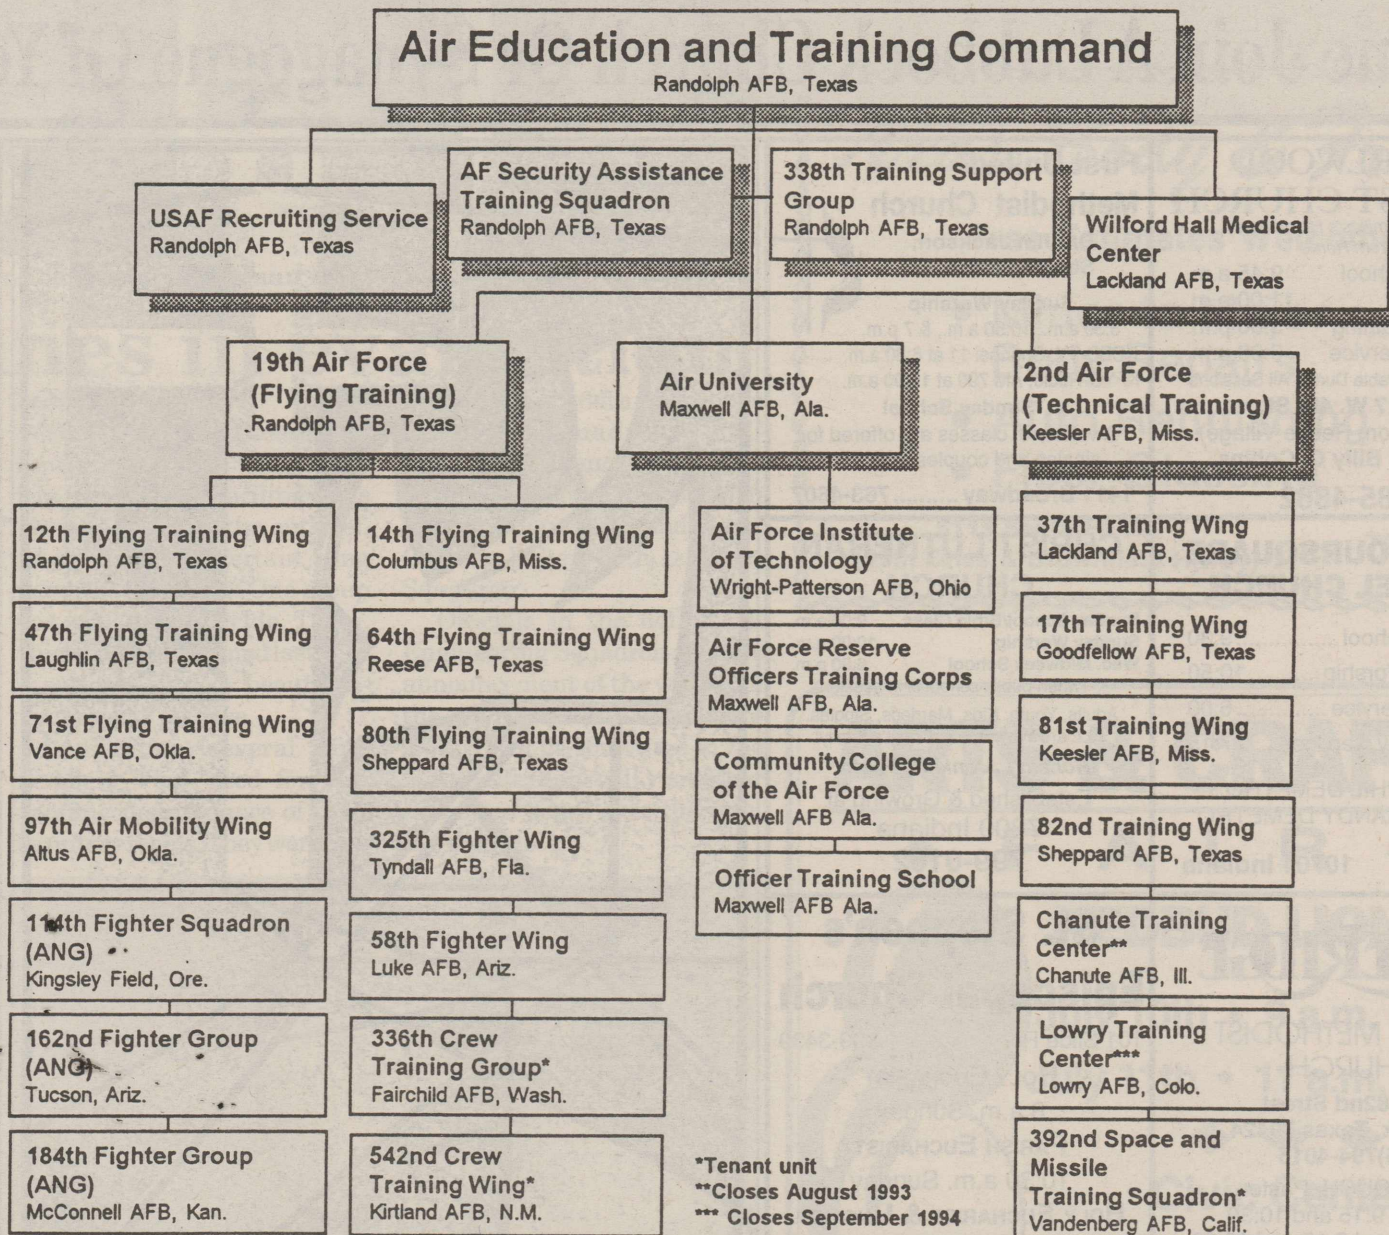 Air Education and Training Command
Randolph AFB, Texas
USAF Recruiting Service
Randolph AFB, Texas
AF Security Assistance
Training Squadron
Randolph AFB, Texas
338th Training Support
Group
Randolph AFB, Texas
Wilford Hall Medical
Center
Lackland AFB, Texas
19th Air Force
(Flying Training)
Randolph AFB, Texas
Air University
Maxwell AFB, Ala.
2nd Air Force
(Technical Training)
Keesler AFB, Miss.
12th Flying Training Wing
Randolph AFB, Texas
47th Flying Training Wing
Laughlin AFB, Texas
71st Flying Training Wing
Vance AFB, Okla.
97th Air Mobility Wing
Altus AFB, Okla.
114th Fighter Squadron
(ANG)
Kingsley Field, Ore.
162nd Fighter Group
(ANG)
Tucson, Ariz.
184th Fighter Group
(ANG)
McConnell AFB, Kan.
14th Flying Training Wing
Columbus AFB, Miss.
64th Flying Training Wing
Reese AFB, Texas
80th Flying Training Wing
Sheppard AFB, Texas
325th Fighter Wing
Tyndall AFB, Fla.
58th Fighter Wing
Luke AFB, Ariz.
336th Crew
Training Group*
Fairchild AFB, Wash.
542nd Crew
Training Wing*
Kirtland AFB, N.M.
Air Force Institute
of Technology
Wright-Patterson AFB, Ohio
Air Force Reserve
Officers Training Corps
Maxwell AFB, Ala.
Community College
of the Air Force
Maxwell AFB Ala.
Officer Training School
Maxwell AFB Ala.
37th Training Wing
Lackland AFB, Texas
17th Training Wing
Goodfellow AFB, Texas
81st Training Wing
Keesler AFB, Miss.
82nd Training Wing
Sheppard AFB, Texas
Chanute Training
Center**
Chanute AFB, Ill.
Lowry Training
Center***
Lowry AFB, Colo.
392nd Space and
Missile
Training Squadron*
Vandenberg AFB, Calif.
*Tenant unit
**Closes August 1993
*** Closes September 1994